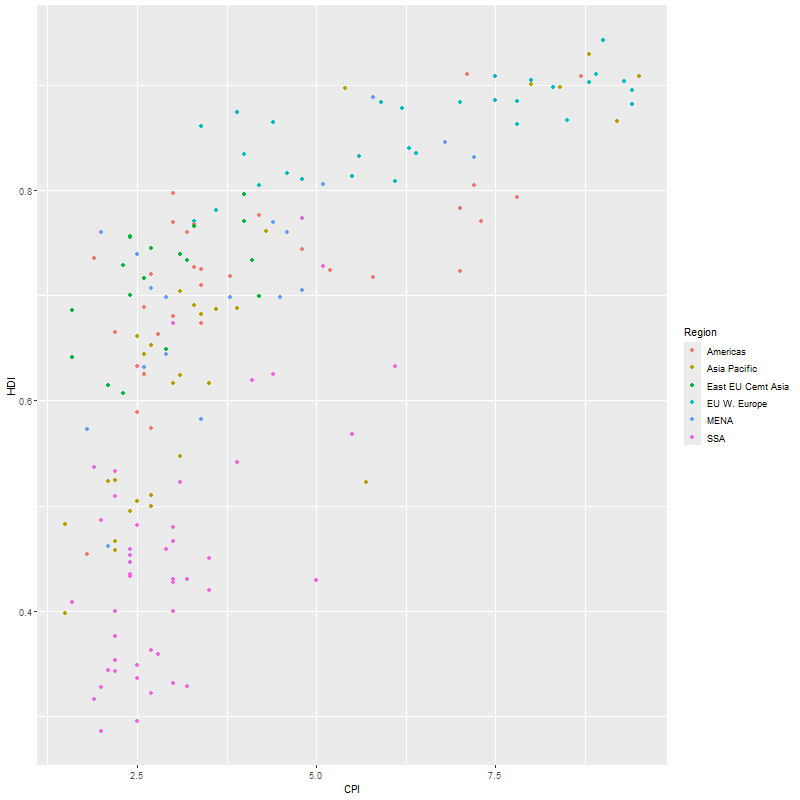 0.8
0.6
0.4
HDI
2.5
5.0
7.5
CPI
Region
Americas
Asia Pacific
East EU Cemt Asia
EU W. Europe
MENA
SSA